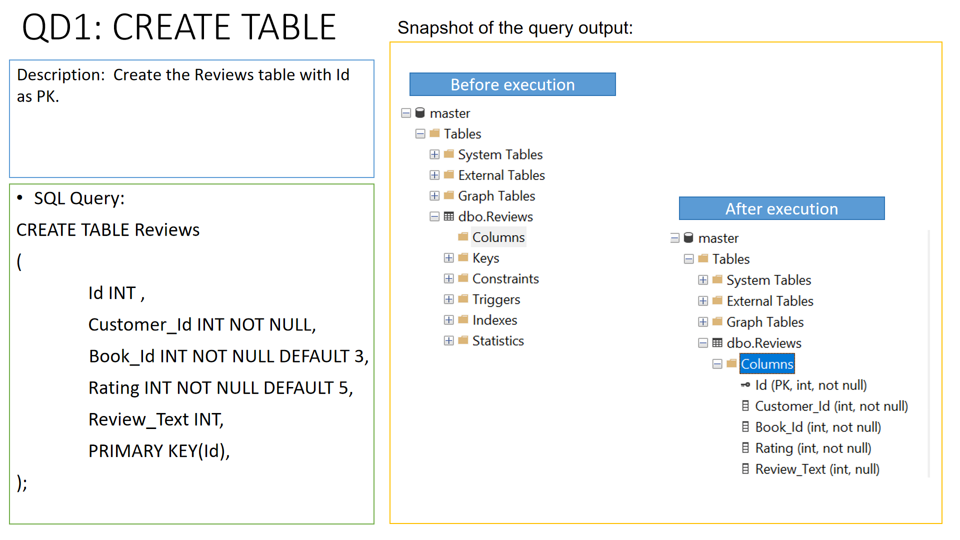 QD1: CREATE TABLE
Description: Create the Reviews table with Id
as PK.
• SQL Query:
CREATE TABLE Reviews
(
Id INT ,
Customer_Id INT NOT NULL,
Book_Id INT NOT NULL DEFAULT 3,
Rating INT NOT NULL DEFAULT 5,
Review_Text INT,
PRIMARY KEY(Id),
);
Snapshot of the query output:
Before execution
master
Tables
System Tables
External Tables
Graph Tables
dbo.Reviews
Columns
Keys
Constraints
Triggers
Indexes
Statistics
After execution
master
Tables
System Tables
External Tables
Graph Tables
dbo.Reviews
Columns
Id (PK, int, not null)
Customer_Id (int, not null)
Book_Id (int, not null)
Rating (int, not null)
Review_Text (int, null)